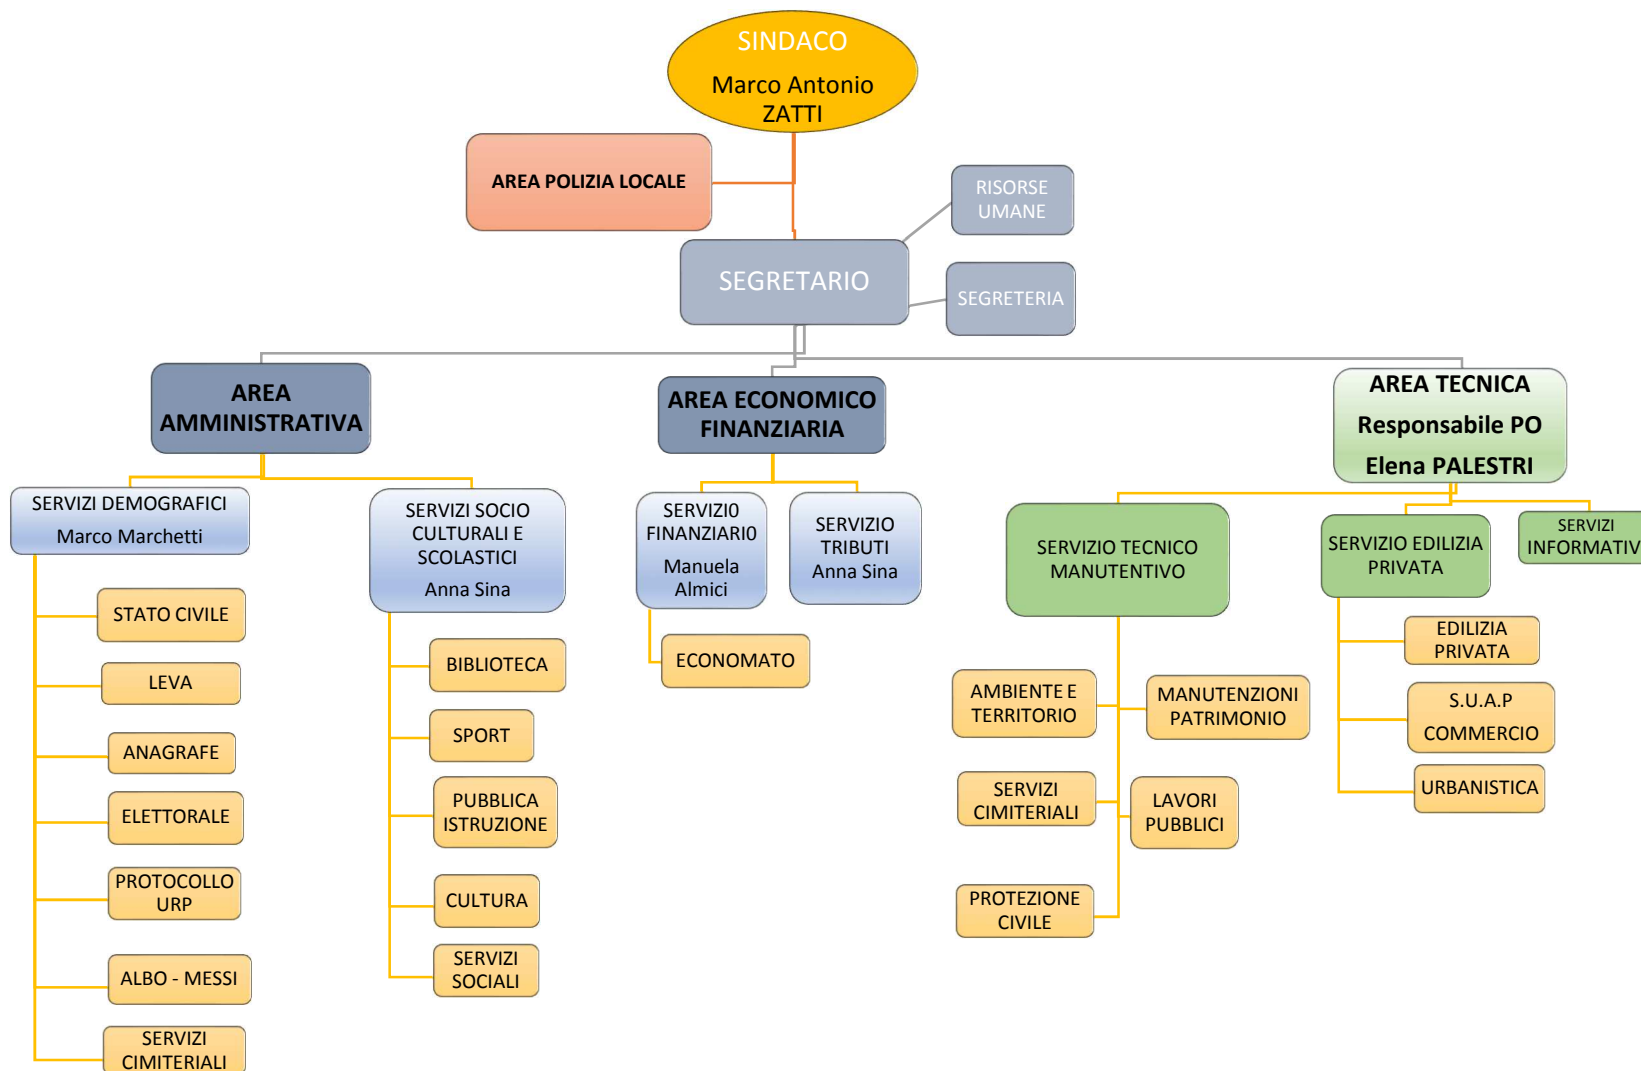 SINDACO
Marco Antonio
ZATTI
AREA POLIZIA LOCALE
RISORSE
UMANE
SEGRETARIO
SEGRETERIA
AREA
AMMINISTRATIVA
AREA ECONOMICO
FINANZIARIA
AREA TECNICA
Responsabile PO
Elena PALESTRI
SERVIZI DEMOGRAFICI
Marco Marchetti
SERVIZI SOCIO
CULTURALI E
SCOLASTICI
Anna Sina
SERVIZI0
FINANZIARI0
Manuela
Almici
SERVIZIO
TRIBUTI
Anna Sina
SERVIZIO TECNICO
MANUTENTIVO
SERVIZIO EDILIZIA
PRIVATA
SERVIZI
INFORMATIV
STATO CIVILE
LEVA
ANAGRAFE
ELETTORALE
PROTOCOLLO
URP
ALBO - MESSI
SERVIZI
CIMITERIALI
BIBLIOTECA
SPORT
PUBBLICA
ISTRUZIONE
CULTURA
SERVIZI
SOCIALI
ECONOMATO
AMBIENTE E
TERRITORIO
MANUTENZIONI
PATRIMONIO
SERVIZI
CIMITERIALI
LAVORI
PUBBLICI
PROTEZIONE
CIVILE
EDILIZIA
PRIVATA
S.U.A.P
COMMERCIO
URBANISTICA